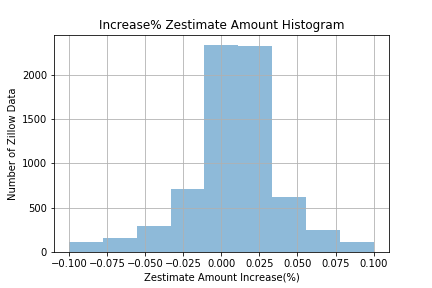 Increase% Zestimate Amount Histogram
Number of Zillow Data
2000
1500
1000
500
0
−0.100 −0.075 −0.050 −0.025 0.000 0.025 0.050 0.075 0.100
Zestimate Amount Increase(%)